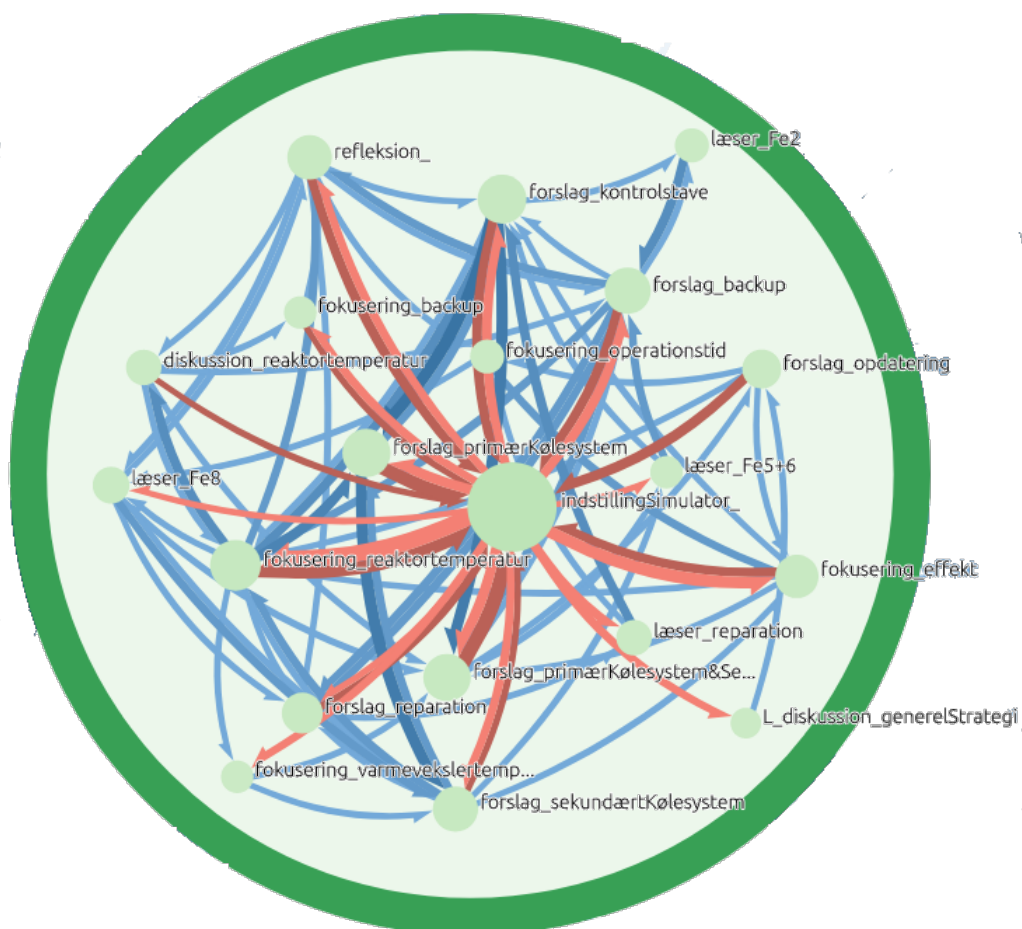 læser_Fe2
refleksion_
forslag_kontrolstave
forslag_backup
fokusering_backup
fokusering_operationstid
diskussion_reaktortemperatur
forslag_opdatering
forslag_primærKølesystem
læser_Fe5+6
læser_Fe8
indstillingSimulator_
fokusering_reaktortemperatur
fokusering_effekt
læser_reparation
forslag_primærKølesystem&Se...
forslag_reparation
L_diskussion_generelStrategi
fokusering_varmevekslertemp...
forslag_sekundærtKølesystem